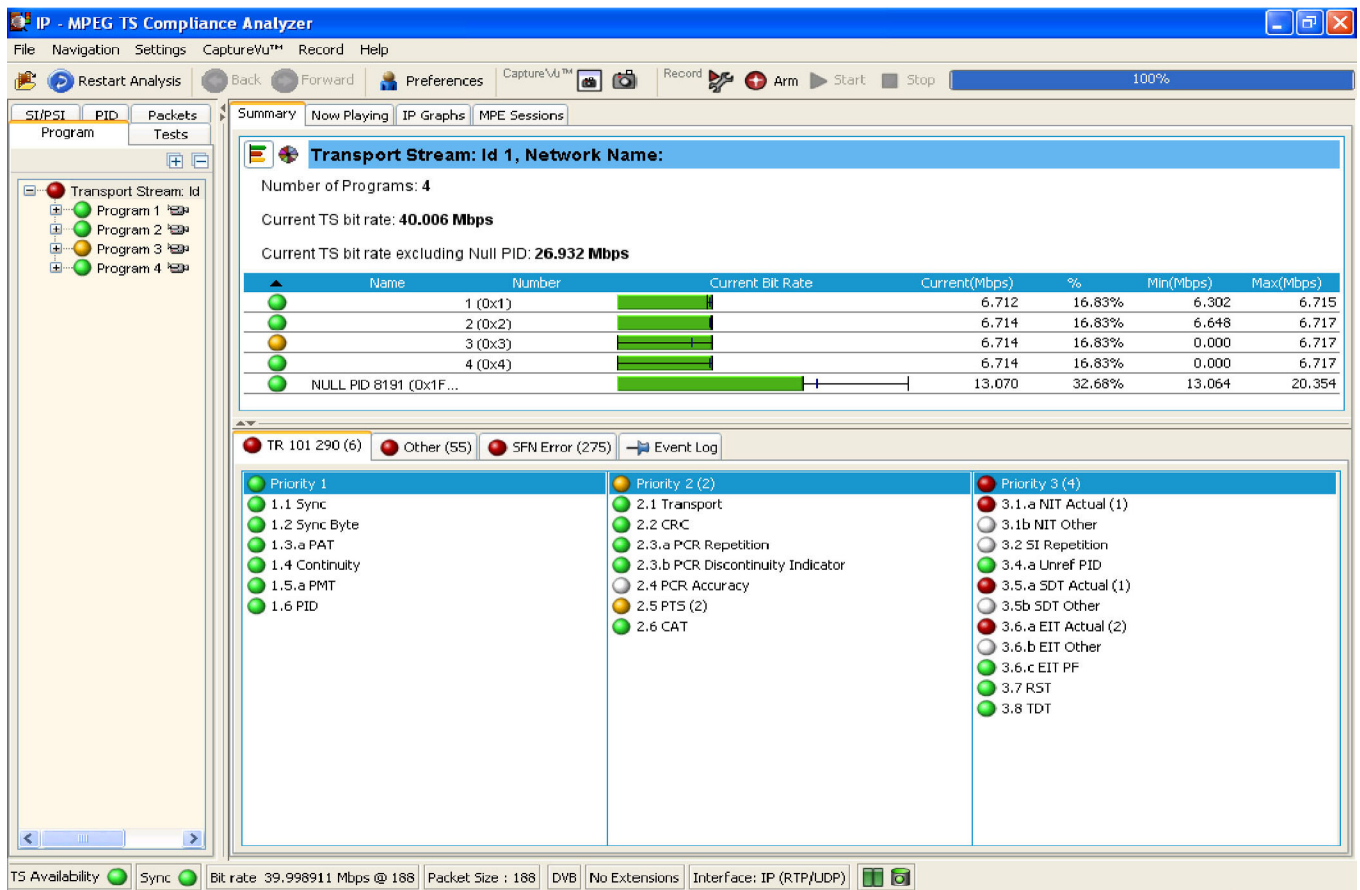 IP - MPEG TS Compliance Analyzer
File Navigation Settings CaptureVu™ Record Help
Restart Analysis Back Forward Preferences CaptureVu™ Record Arm Start Stop 100%
SI/PSI PID Packets
Program Tests
Transport Stream: Id
Program 1
Program 2
Program 3
Program 4
Summary Now Playing IP Graphs MPE Sessions
Transport Stream: Id 1, Network Name:
Number of Programs: 4
Current TS bit rate: 40.006 Mbps
Current TS bit rate excluding Null PID: 26.932 Mbps
Name Number Current Bit Rate Current(Mbps) % Min(Mbps) Max(Mbps)
1 (0x1) 6.712 16.83% 6.302 6.715
2 (0x2) 6.714 16.83% 6.648 6.717
3 (0x3) 6.714 16.83% 0.000 6.717
4 (0x4) 6.714 16.83% 0.000 6.717
NULL PID 8191 (0x1F... 13.070 32.68% 13.064 20.354
TR 101 290 (6) Other (55) SFN Error (275) Event Log
Priority 1
1.1 Sync
1.2 Sync Byte
1.3.a PAT
1.4 Continuity
1.5.a PMT
1.6 PID
Priority 2 (2)
2.1 Transport
2.2 CRC
2.3.a PCR Repetition
2.3.b PCR Discontinuity Indicator
2.4 PCR Accuracy
2.5 PTS (2)
2.6 CAT
Priority 3 (4)
3.1.a NIT Actual (1)
3.1b NIT Other
3.2 SI Repetition
3.4.a Unref PID
3.5.a SDT Actual (1)
3.5b SDT Other
3.6.a EIT Actual (2)
3.6.b EIT Other
3.6.c EIT PF
3.7 RST
3.8 TDT
TS Availability Sync Bit rate 39.998911 Mbps @ 188 Packet Size : 188 DVB No Extensions Interface: IP (RTP/UDP)